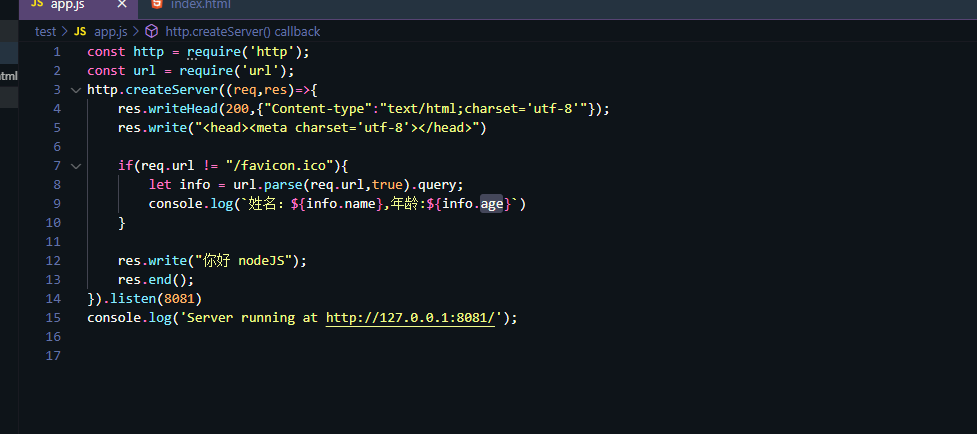 JS app.js × index.html
test > JS app.js > http.createServer() callback
html
1 const http = require('http');
2 const url = require('url');
3 http.createServer((req,res)=>{
4 res.writeHead(200,{"Content-type":"text/html;charset='utf-8'"});
5 res.write("<head><meta charset='utf-8'></head>")
6
7 if(req.url != "/favicon.ico"){
8 let info = url.parse(req.url,true).query;
9 console.log(`姓名：${info.name},年龄:${info.age}`)
10 }
11
12 res.write("你好 nodeJS");
13 res.end();
14 }).listen(8081)
15 console.log('Server running at http://127.0.0.1:8081/');
16
17